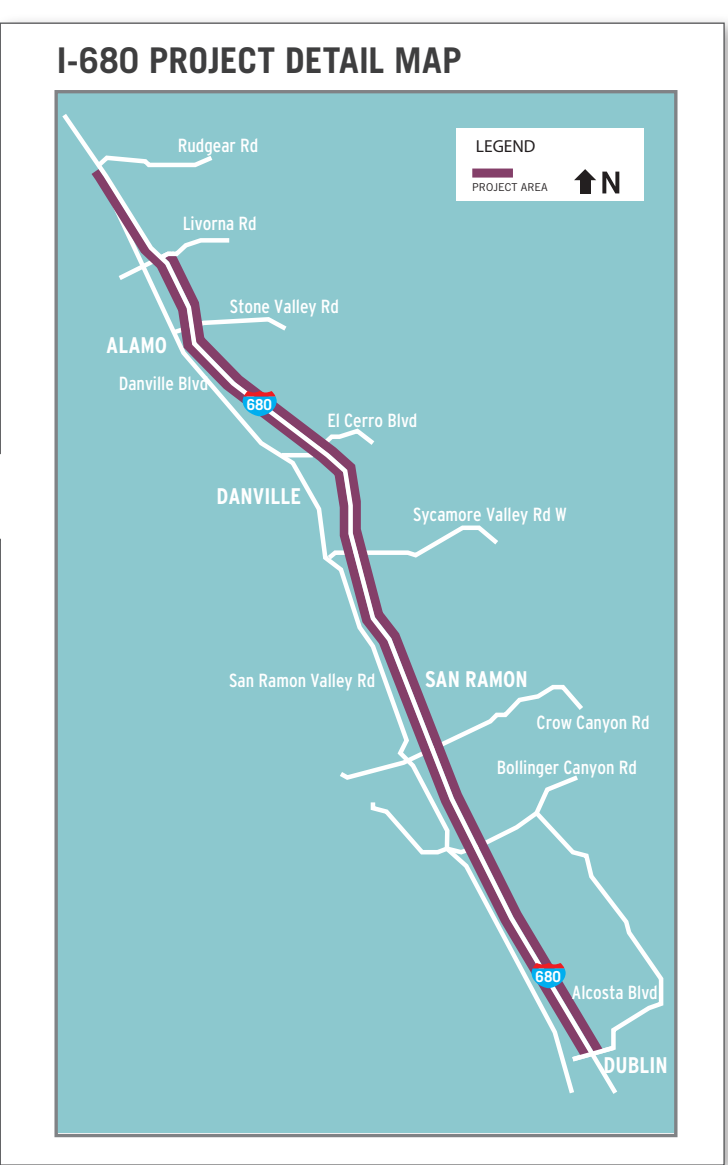 I-680 PROJECT DETAIL MAP
LEGEND
PROJECT AREA
N
Rudgear Rd
Livorna Rd
Stone Valley Rd
ALAMO
Danville Blvd
680
El Cerro Blvd
DANVILLE
Sycamore Valley Rd W
San Ramon Valley Rd
SAN RAMON
Crow Canyon Rd
Bollinger Canyon Rd
680
Alcosta Blvd
DUBLIN